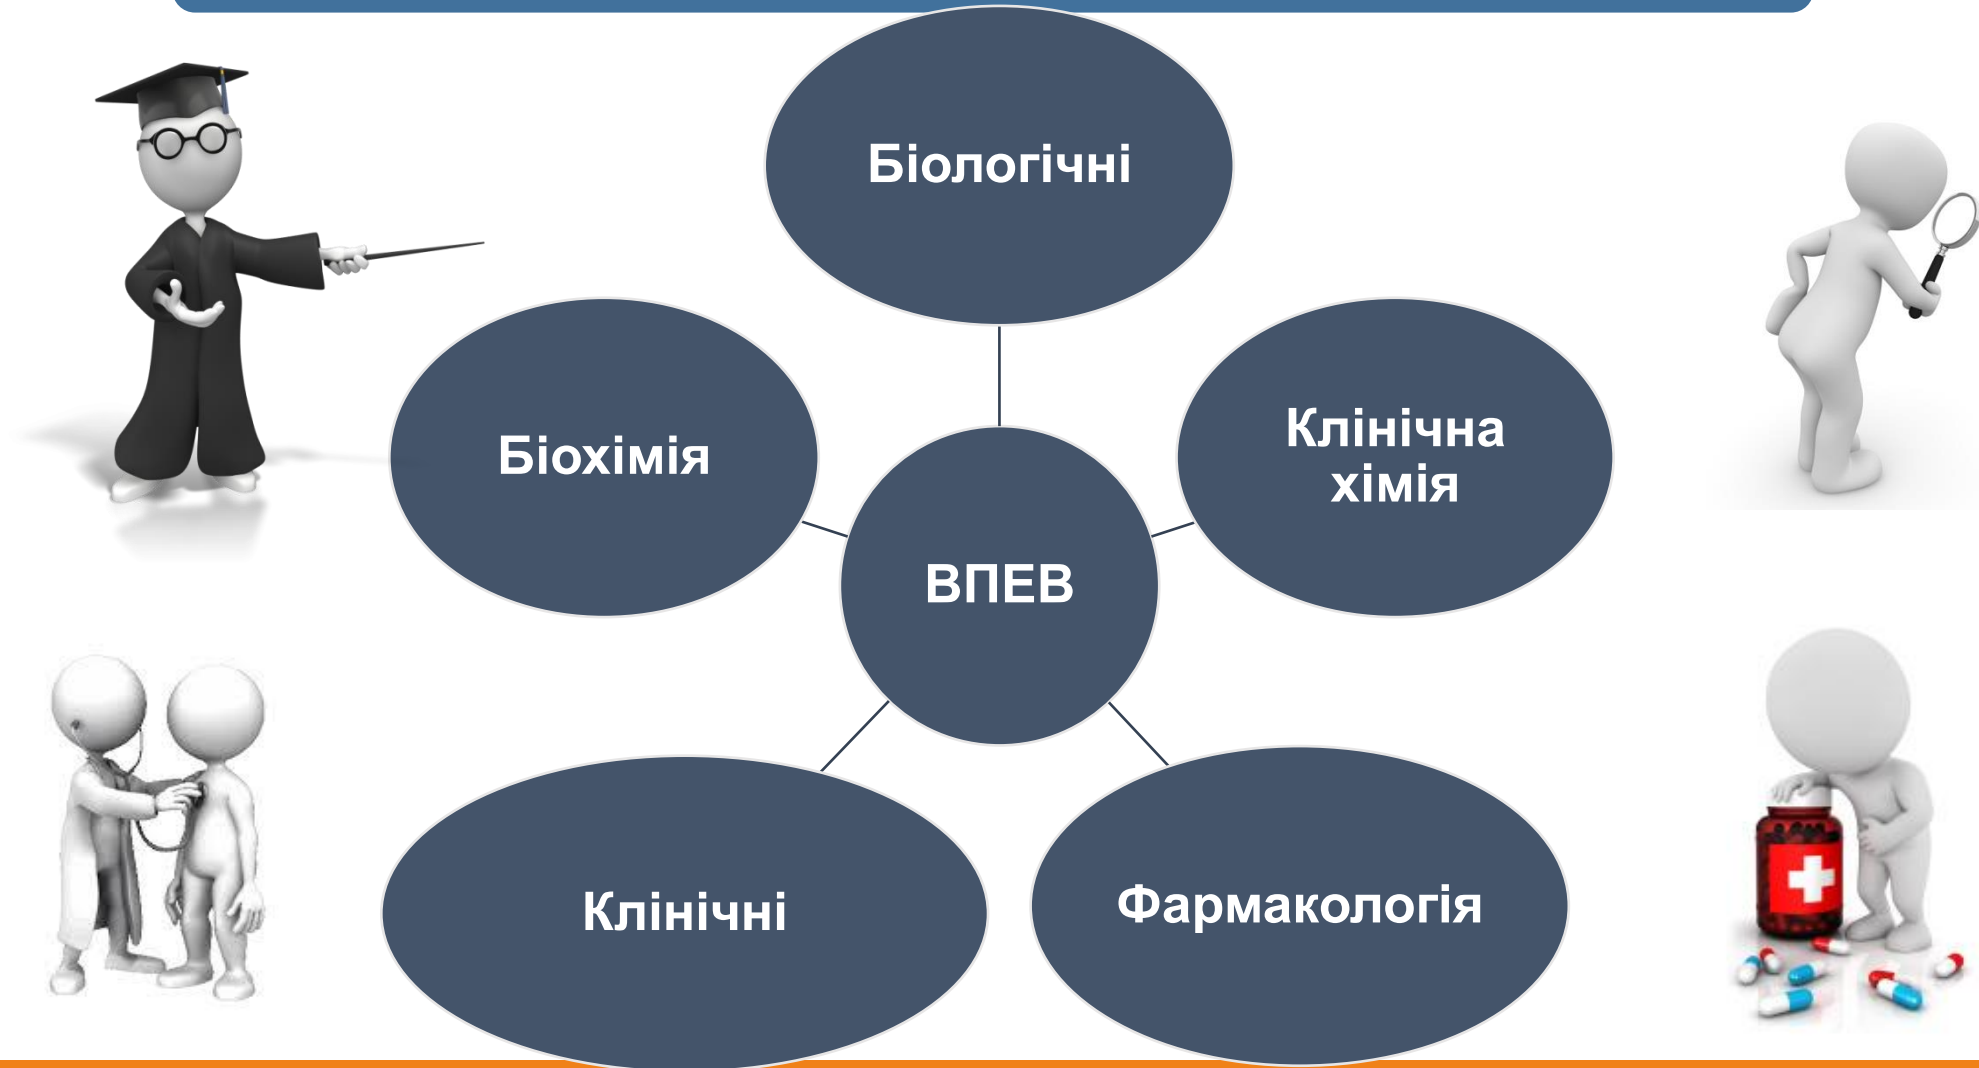 Біологічні
Біохімія
Клінічна
хімія
ВПЕВ
Клінічні
Фармакологія